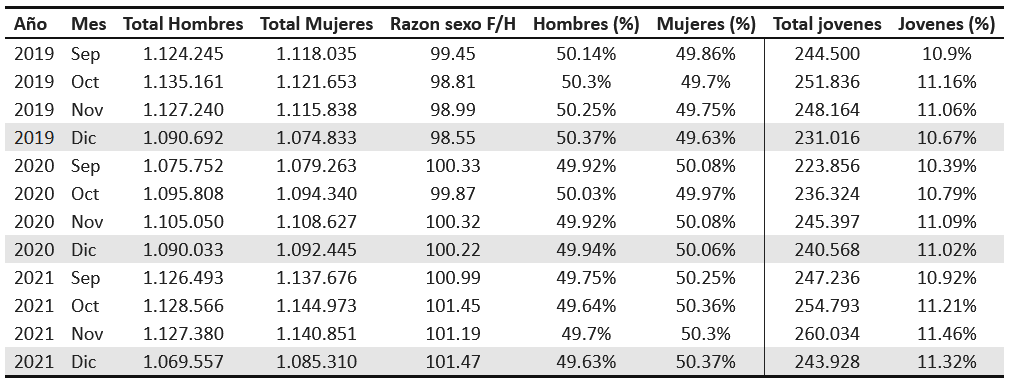 Año Mes Total Hombres Total Mujeres Razon sexo F/H Hombres (%) Mujeres (%) Total jovenes Jovenes (%)
2019 Sep 1.124.245 1.118.035 99.45 50.14% 49.86% 244.500 10.9%
2019 Oct 1.135.161 1.121.653 98.81 50.3% 49.7% 251.836 11.16%
2019 Nov 1.127.240 1.115.838 98.99 50.25% 49.75% 248.164 11.06%
2019 Dic 1.090.692 1.074.833 98.55 50.37% 49.63% 231.016 10.67%
2020 Sep 1.075.752 1.079.263 100.33 49.92% 50.08% 223.856 10.39%
2020 Oct 1.095.808 1.094.340 99.87 50.03% 49.97% 236.324 10.79%
2020 Nov 1.105.050 1.108.627 100.32 49.92% 50.08% 245.397 11.09%
2020 Dic 1.090.033 1.092.445 100.22 49.94% 50.06% 240.568 11.02%
2021 Sep 1.126.493 1.137.676 100.99 49.75% 50.25% 247.236 10.92%
2021 Oct 1.128.566 1.144.973 101.45 49.64% 50.36% 254.793 11.21%
2021 Nov 1.127.380 1.140.851 101.19 49.7% 50.3% 260.034 11.46%
2021 Dic 1.069.557 1.085.310 101.47 49.63% 50.37% 243.928 11.32%